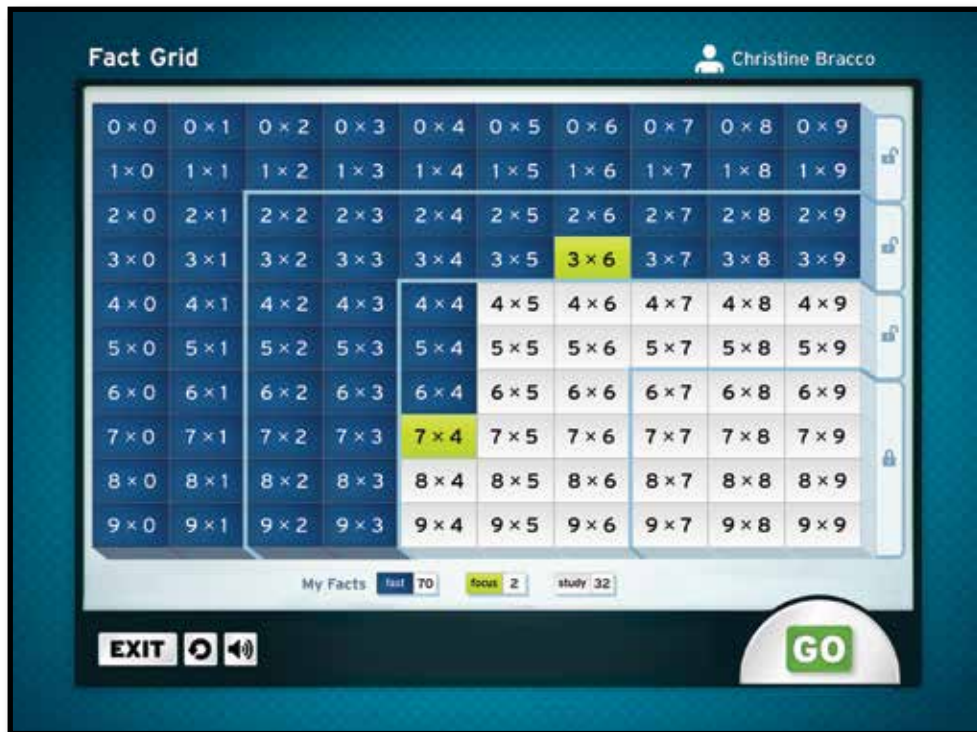 Fact Grid
Christine Bracco
0 × 0 0 × 1 0 × 2 0 × 3 0 × 4 0 × 5 0 × 6 0 × 7 0 × 8 0 × 9
1 × 0 1 × 1 1 × 2 1 × 3 1 × 4 1 × 5 1 × 6 1 × 7 1 × 8 1 × 9
2 × 0 2 × 1 2 × 2 2 × 3 2 × 4 2 × 5 2 × 6 2 × 7 2 × 8 2 × 9
3 × 0 3 × 1 3 × 2 3 × 3 3 × 4 3 × 5 3 × 6 3 × 7 3 × 8 3 × 9
4 × 0 4 × 1 4 × 2 4 × 3 4 × 4 4 × 5 4 × 6 4 × 7 4 × 8 4 × 9
5 × 0 5 × 1 5 × 2 5 × 3 5 × 4 5 × 5 5 × 6 5 × 7 5 × 8 5 × 9
6 × 0 6 × 1 6 × 2 6 × 3 6 × 4 6 × 5 6 × 6 6 × 7 6 × 8 6 × 9
7 × 0 7 × 1 7 × 2 7 × 3 7 × 4 7 × 5 7 × 6 7 × 7 7 × 8 7 × 9
8 × 0 8 × 1 8 × 2 8 × 3 8 × 4 8 × 5 8 × 6 8 × 7 8 × 8 8 × 9
9 × 0 9 × 1 9 × 2 9 × 3 9 × 4 9 × 5 9 × 6 9 × 7 9 × 8 9 × 9
My Facts fast 70 focus 2 study 32
EXIT
GO